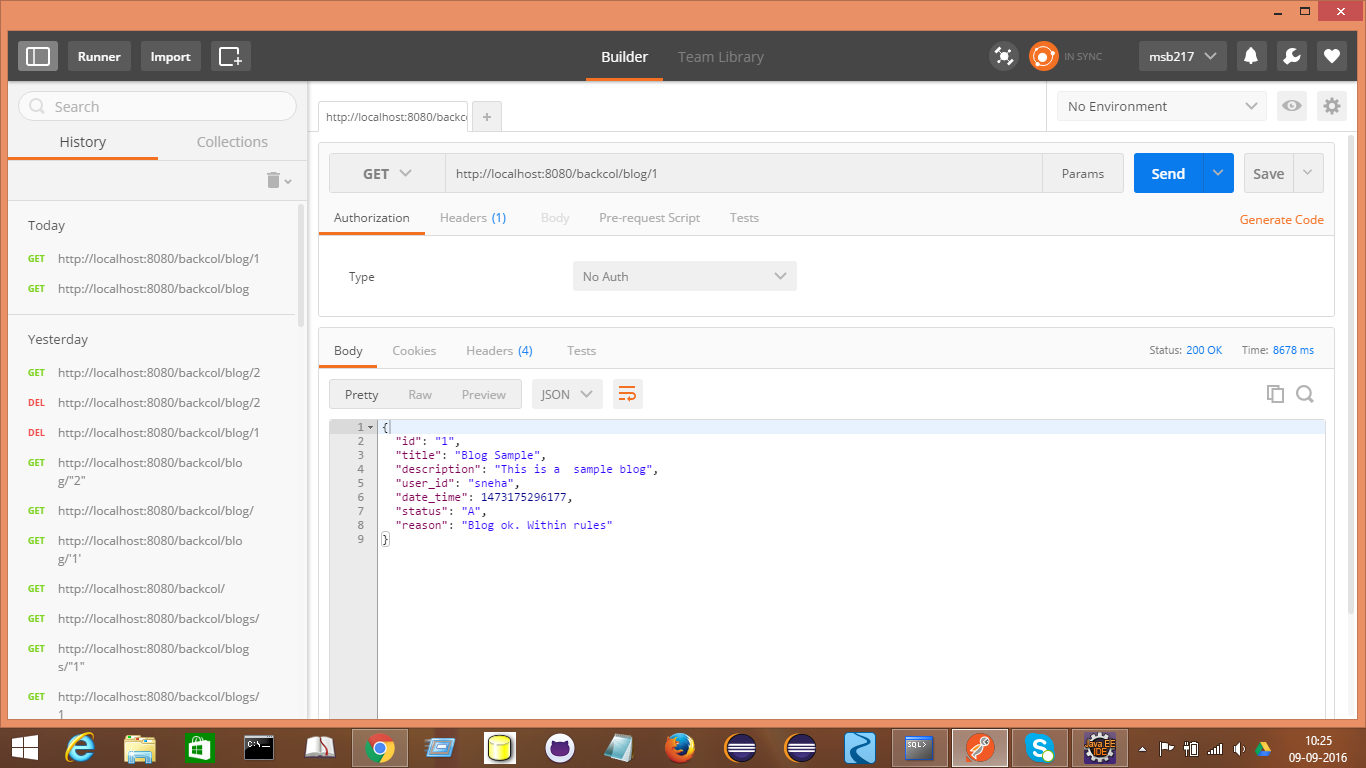 Runner
Import
Builder
Team Library
IN SYNC
msb217
Search
History
Collections
Today
GET http://localhost:8080/backcol/blog/1
GET http://localhost:8080/backcol/blog
Yesterday
GET http://localhost:8080/backcol/blog/2
DEL http://localhost:8080/backcol/blog/2
DEL http://localhost:8080/backcol/blog/1
GET http://localhost:8080/backcol/blo
g/"2"
GET http://localhost:8080/backcol/blog/
GET http://localhost:8080/backcol/blo
g/'1'
GET http://localhost:8080/backcol/
GET http://localhost:8080/backcol/blogs/
GET http://localhost:8080/backcol/blog
s/"1"
GET http://localhost:8080/backcol/blogs/
1
http://localhost:8080/backco
+
No Environment
GET
http://localhost:8080/backcol/blog/1
Params
Send
Save
Authorization
Headers (1)
Body
Pre-request Script
Tests
Generate Code
Type
No Auth
Body
Cookies
Headers (4)
Tests
Status: 200 OK
Time: 8678 ms
Pretty
Raw
Preview
JSON
1 {
2 "id": "1",
3 "title": "Blog Sample",
4 "description": "This is a  sample blog",
5 "user_id": "sneha",
6 "date_time": 1473175296177,
7 "status": "A",
8 "reason": "Blog ok. Within rules"
9 }
C:\.
SQL>
Java EE
IDE
10:25
09-09-2016